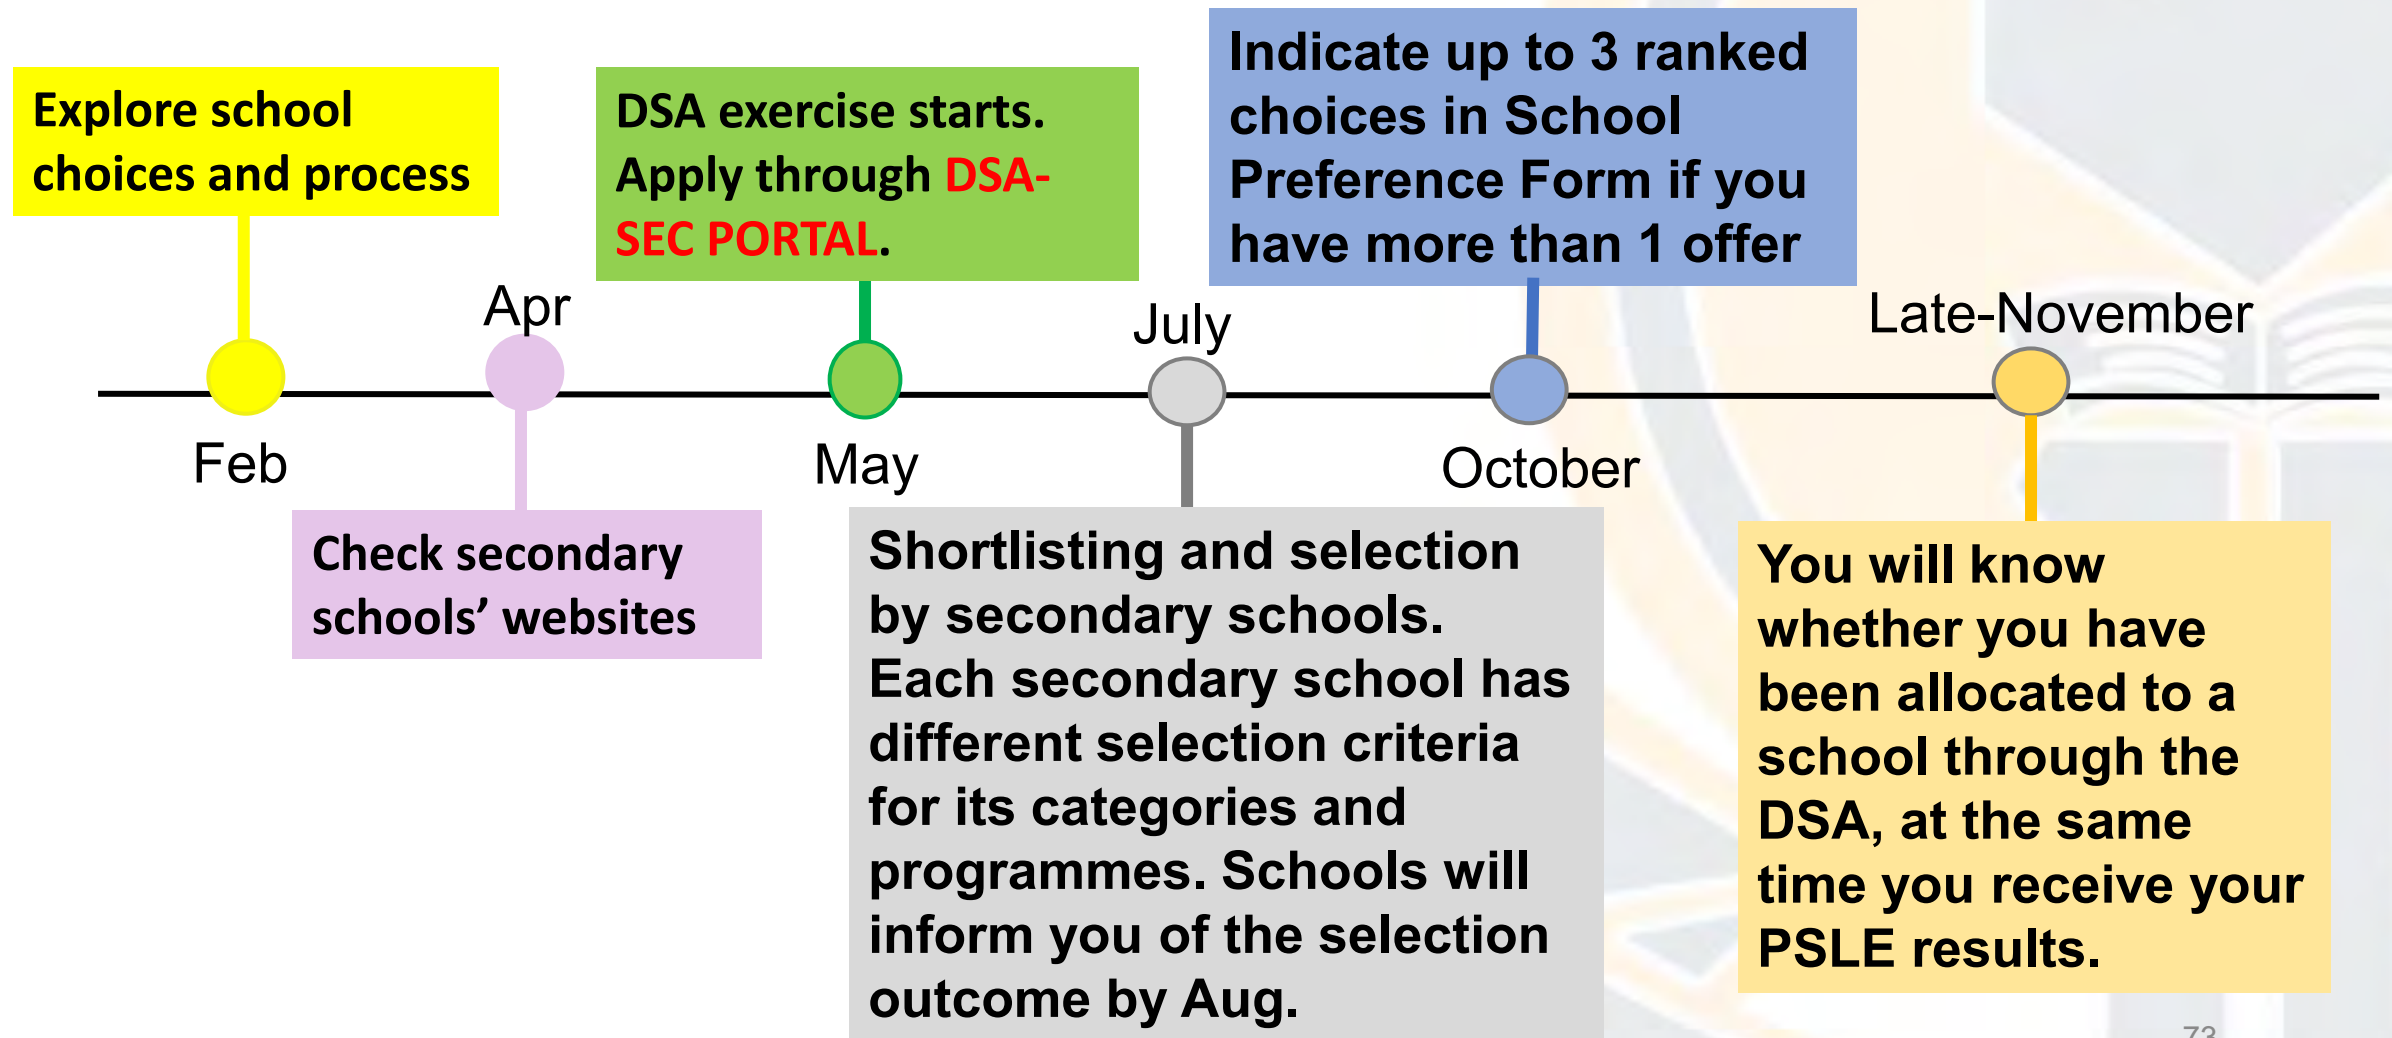 Explore school
choices and process
Feb
Apr
Check secondary
schools’ websites
DSA exercise starts.
Apply through DSA-
SEC PORTAL.
May
July
Shortlisting and selection
by secondary schools.
Each secondary school has
different selection criteria
for its categories and
programmes. Schools will
inform you of the selection
outcome by Aug.
Indicate up to 3 ranked
choices in School
Preference Form if you
have more than 1 offer
October
Late-November
You will know
whether you have
been allocated to a
school through the
DSA, at the same
time you receive your
PSLE results.
73